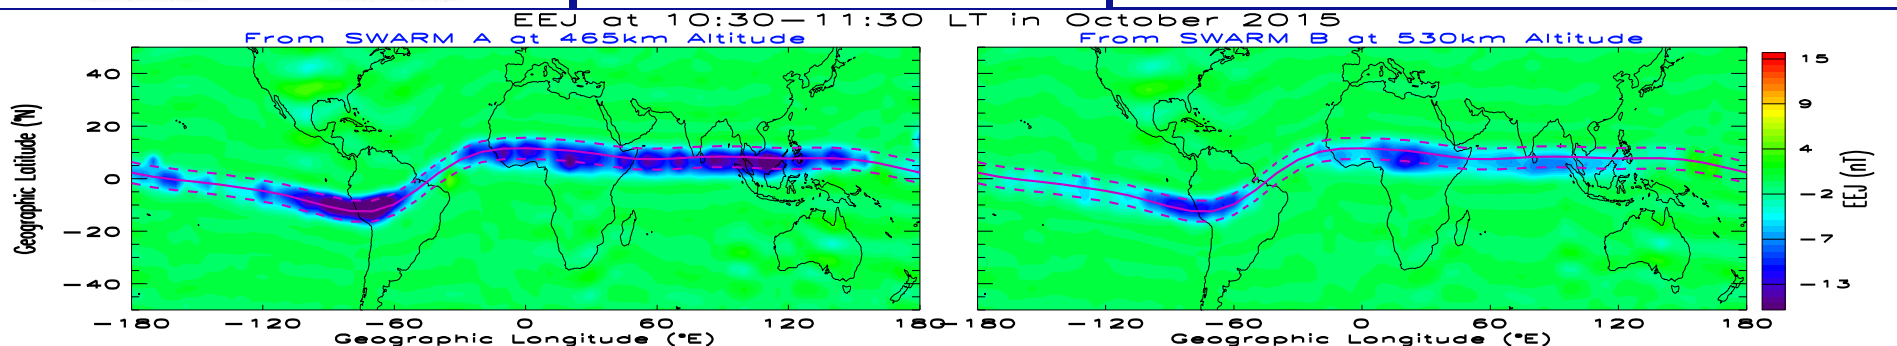 EEJ at 10:30-11:30 LT in October 2015
From SWARM A at 465km Altitude
From SWARM B at 530km Altitude
Geographic Latitude (°N)
40
20
0
-20
-40
-180 -120 -60 0 60 120 180
Geographic Longitude (°E)
-180 -120 -60 0 60 120 180
Geographic Longitude (°E)
15
9
4
-2
-7
-13
EEJ (nT)